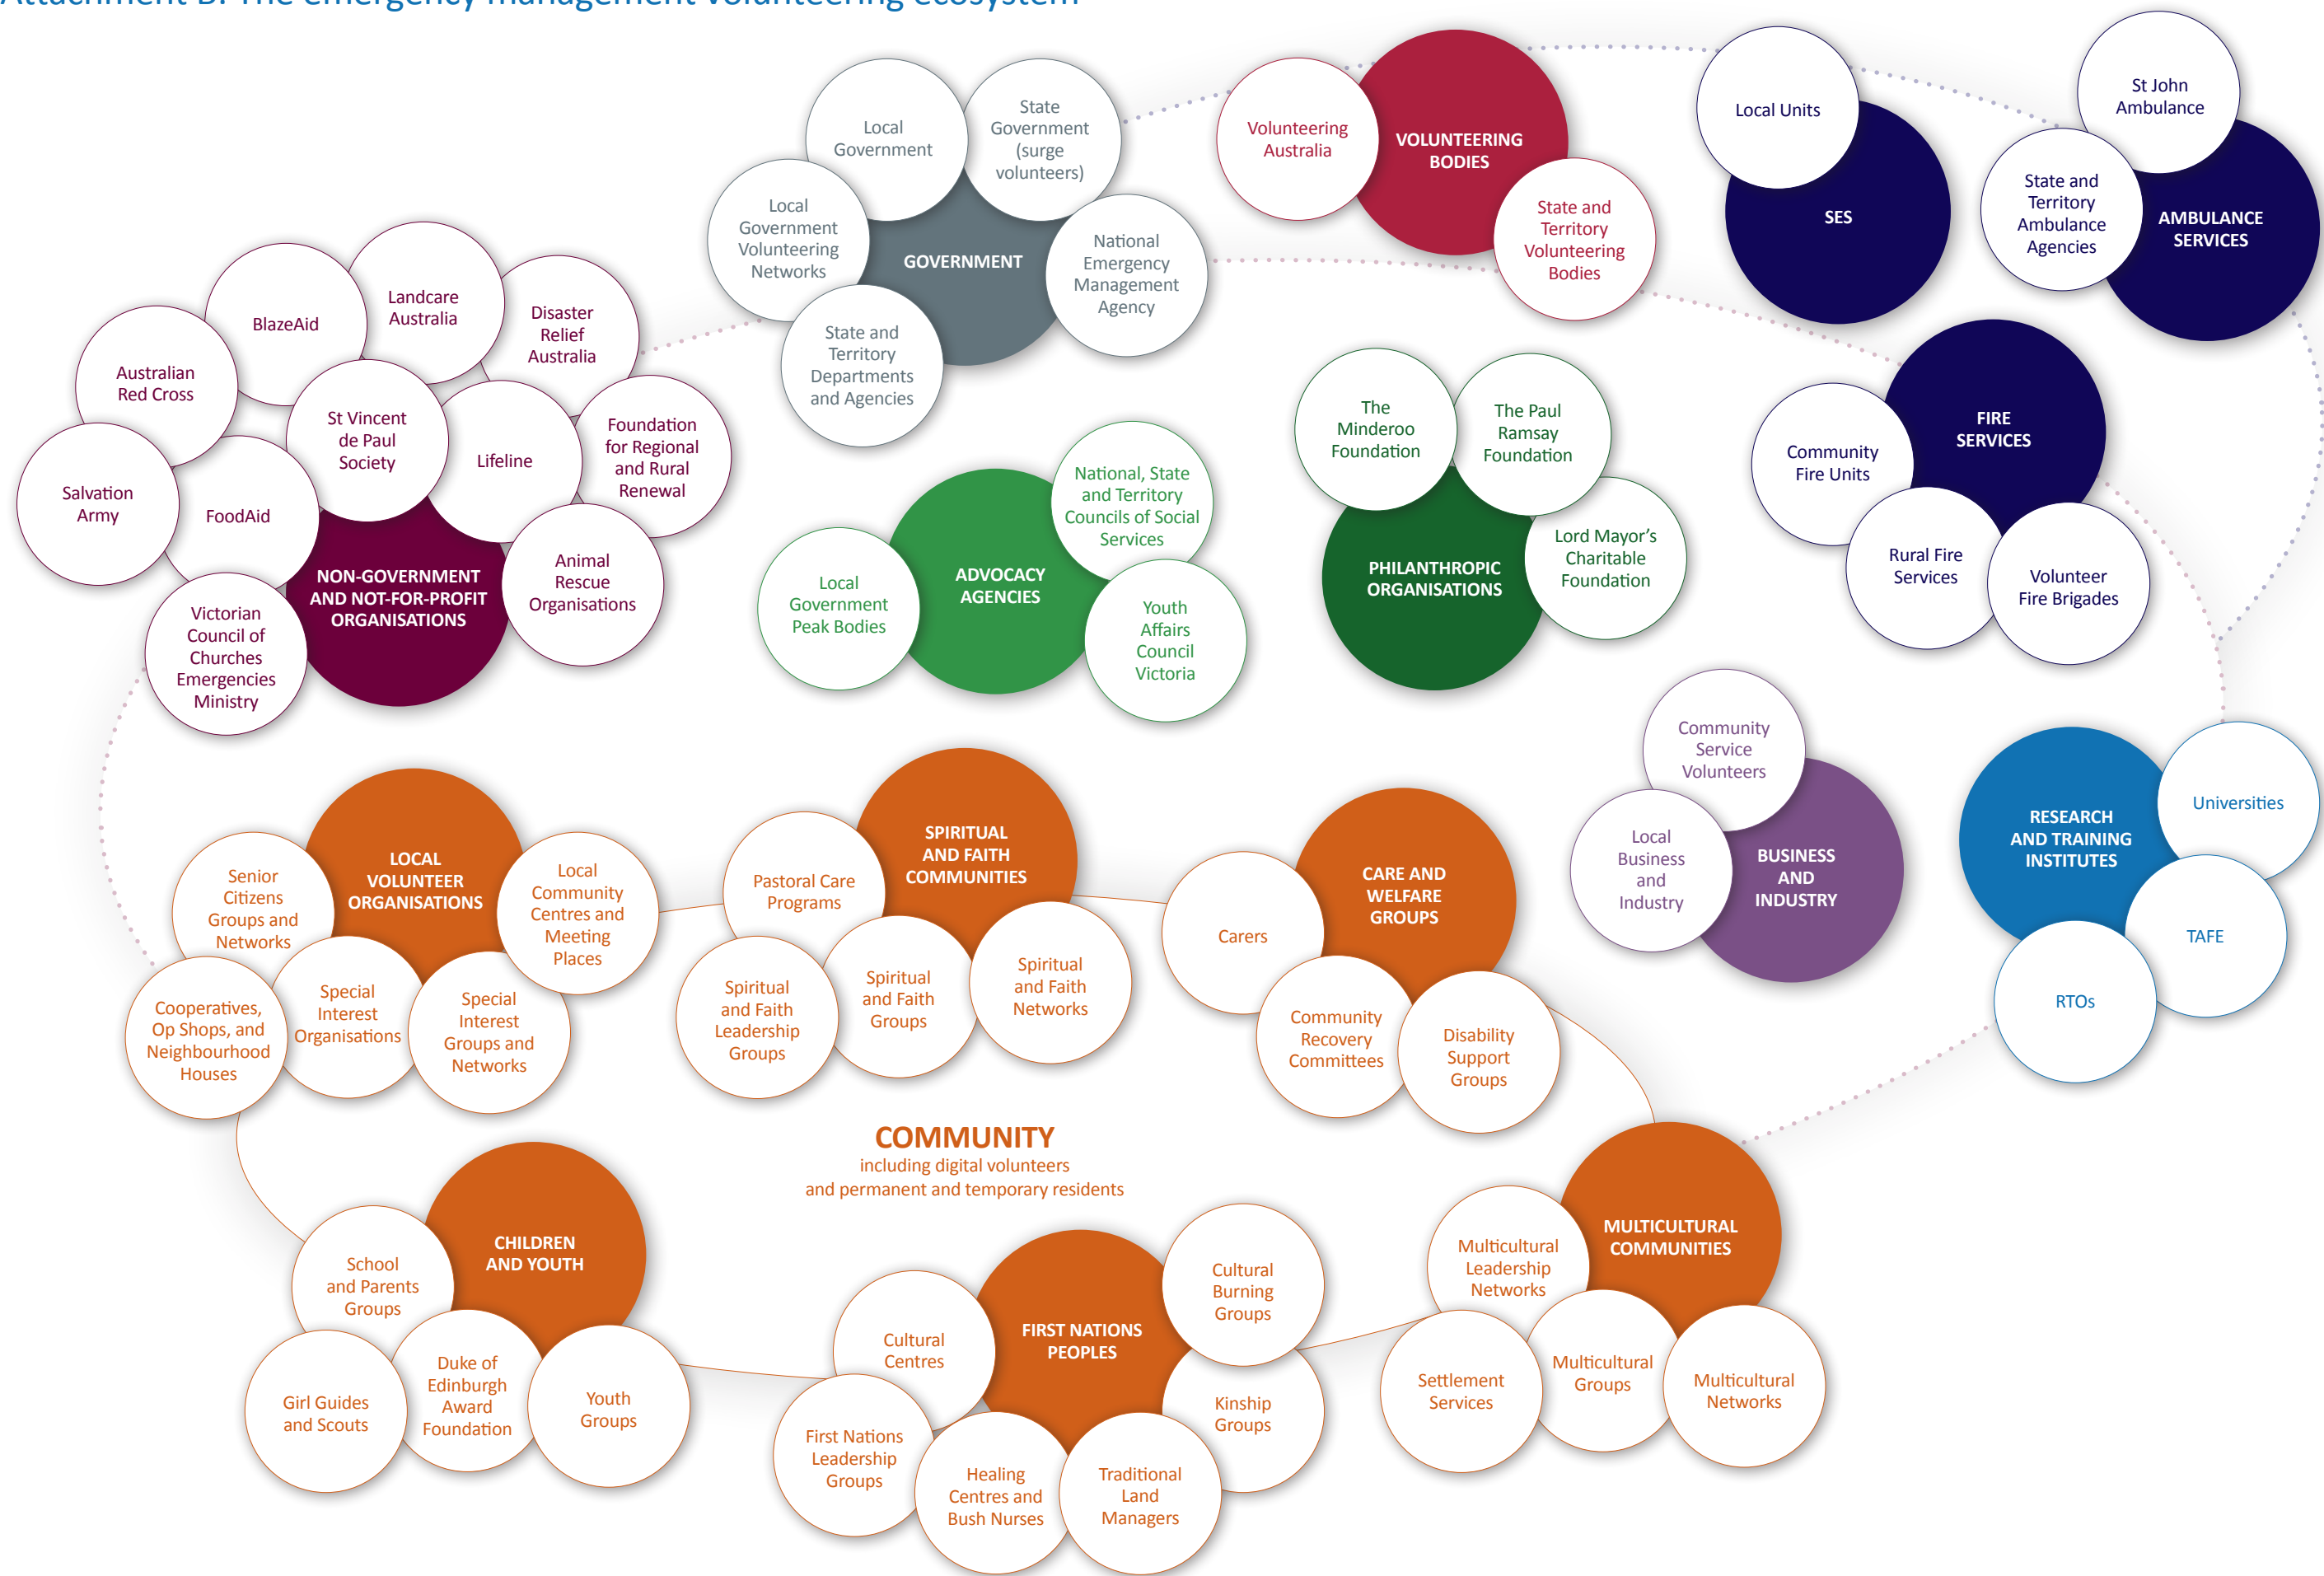 Attachment B: The emergency management volunteering ecosystem
Local
Government
State
Government
(surge
volunteers)
Local
Government
Volunteering
Networks
GOVERNMENT
National
Emergency
Management
Agency
State and
Territory
Departments
and Agencies
Volunteering
Australia
VOLUNTEERING
BODIES
State and
Territory
Volunteering
Bodies
Local Units
SES
St John
Ambulance
State and
Territory
Ambulance
Agencies
AMBULANCE
SERVICES
BlazeAid
Landcare
Australia
Disaster
Relief
Australia
Australian
Red Cross
St Vincent
de Paul
Society
Lifeline
Foundation
for Regional
and Rural
Renewal
Salvation
Army
FoodAid
Animal
Rescue
Organisations
NON-GOVERNMENT
AND NOT-FOR-PROFIT
ORGANISATIONS
Victorian
Council of
Churches
Emergencies
Ministry
National, State
and Territory
Councils of Social
Services
ADVOCACY
AGENCIES
Local
Government
Peak Bodies
Youth
Affairs
Council
Victoria
The
Minderoo
Foundation
The Paul
Ramsay
Foundation
Lord Mayor’s
Charitable
Foundation
PHILANTHROPIC
ORGANISATIONS
FIRE
SERVICES
Community
Fire Units
Rural Fire
Services
Volunteer
Fire Brigades
Community
Service
Volunteers
Local
Business
and
Industry
BUSINESS
AND
INDUSTRY
RESEARCH
AND TRAINING
INSTITUTES
Universities
TAFE
RTOs
LOCAL
VOLUNTEER
ORGANISATIONS
Senior
Citizens
Groups and
Networks
Local
Community
Centres and
Meeting
Places
Cooperatives,
Op Shops, and
Neighbourhood
Houses
Special
Interest
Organisations
Special
Interest
Groups and
Networks
SPIRITUAL
AND FAITH
COMMUNITIES
Pastoral Care
Programs
Spiritual
and Faith
Leadership
Groups
Spiritual
and Faith
Groups
Spiritual
and Faith
Networks
CARE AND
WELFARE
GROUPS
Carers
Community
Recovery
Committees
Disability
Support
Groups
COMMUNITY
including digital volunteers
and permanent and temporary residents
CHILDREN
AND YOUTH
School
and Parents
Groups
Girl Guides
and Scouts
Duke of
Edinburgh
Award
Foundation
Youth
Groups
FIRST NATIONS
PEOPLES
Cultural
Burning
Groups
Cultural
Centres
Kinship
Groups
First Nations
Leadership
Groups
Healing
Centres and
Bush Nurses
Traditional
Land
Managers
MULTICULTURAL
COMMUNITIES
Multicultural
Leadership
Networks
Settlement
Services
Multicultural
Groups
Multicultural
Networks